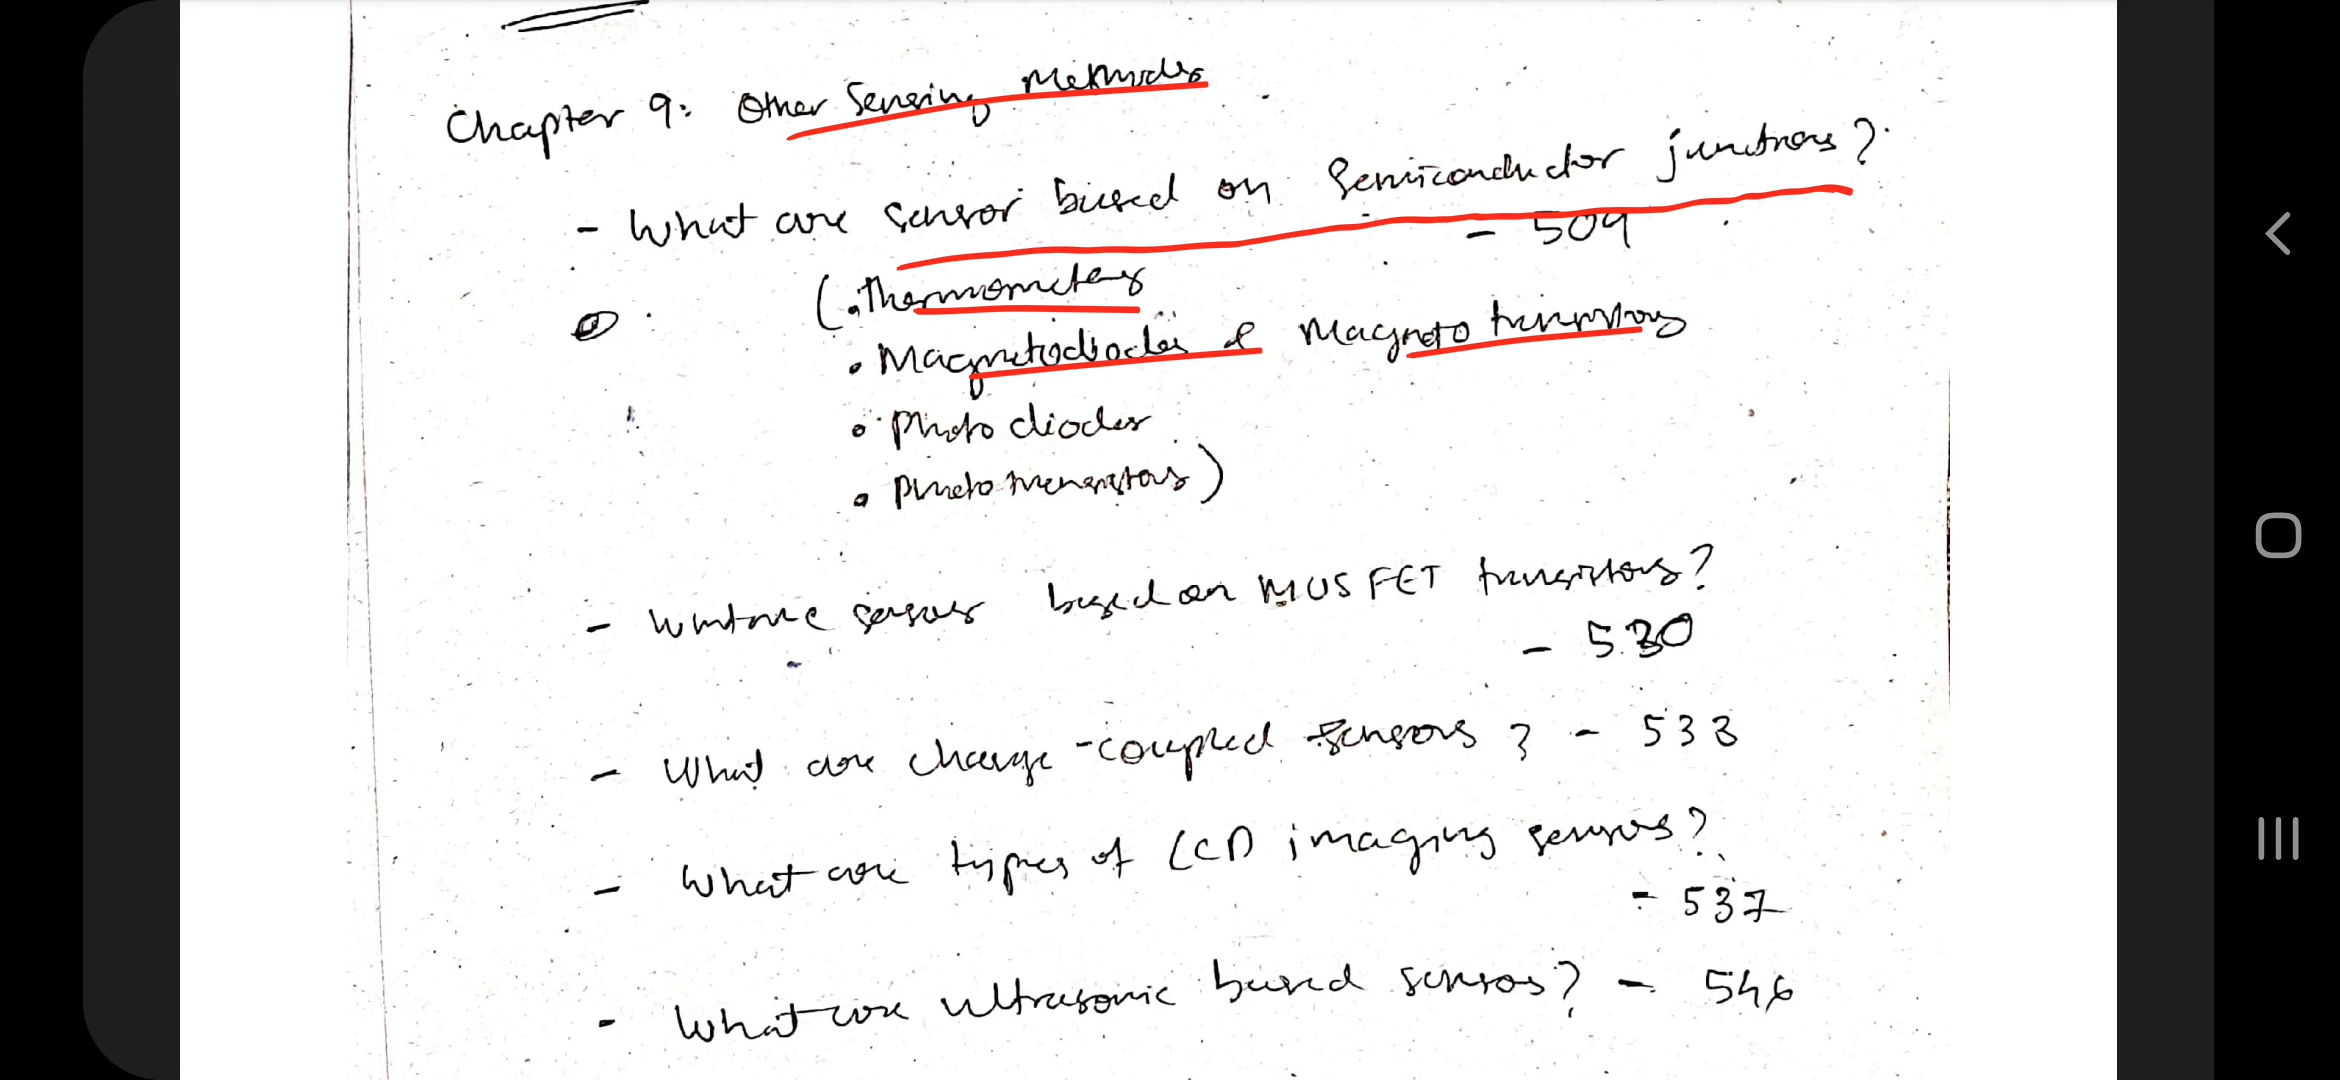 Chapter 9: Other Sensing Methods
- What are sensor based on Semiconductor junctions?
- 509
(. Thermometers
• Magnetodiodes & Magneto transistors
• Photo diodes
• Photo transistors)
- What are sensors based on MOSFET transistors?
- 530
- What are charge-coupled sensors? - 533
- What are types of CCD imaging sensors?
- 537
- What are ultrasonic based sensos? - 546